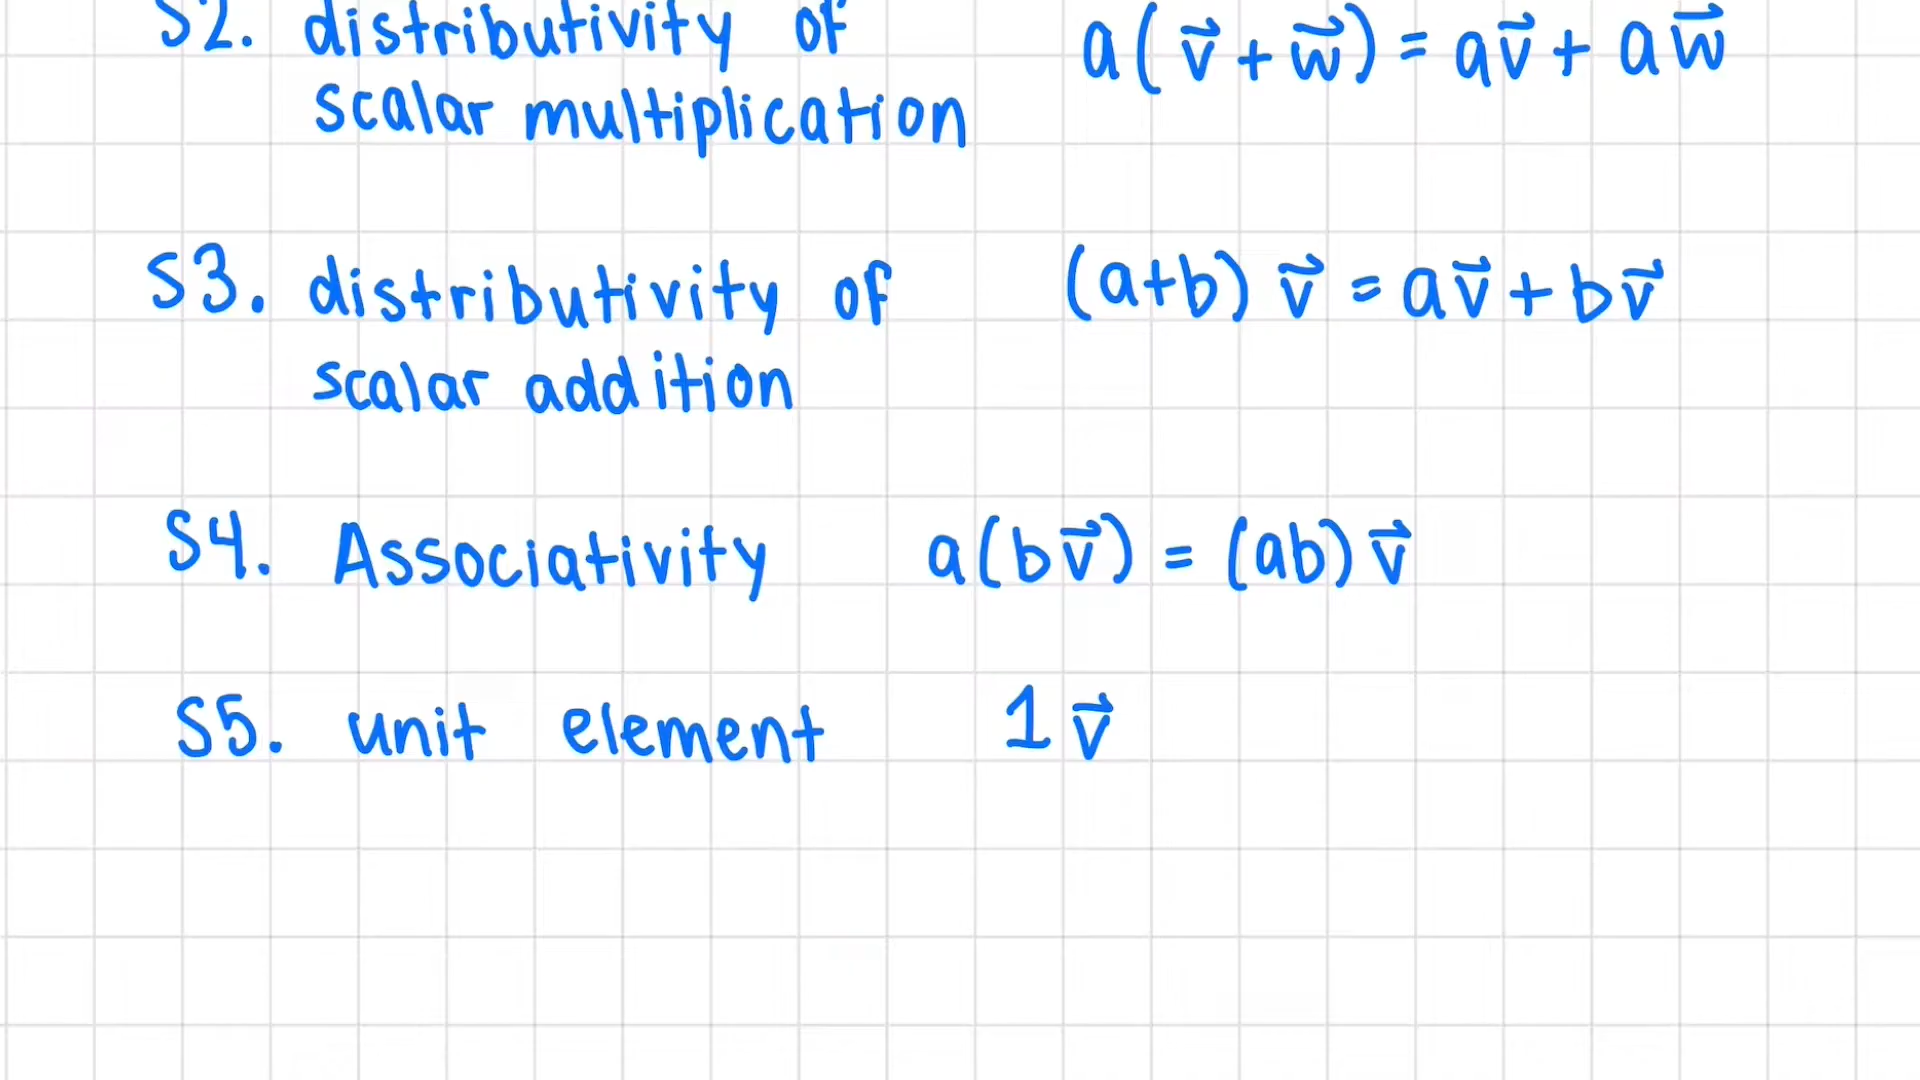 S2. distributivity of a(v⃗ + w⃗) = av⃗ + aw⃗
scalar multiplication
S3. distributivity of (a+b) v⃗ = av⃗ + bv⃗
scalar addition
S4. Associativity a(bv⃗) = (ab) v⃗
S5. unit element 1 v⃗